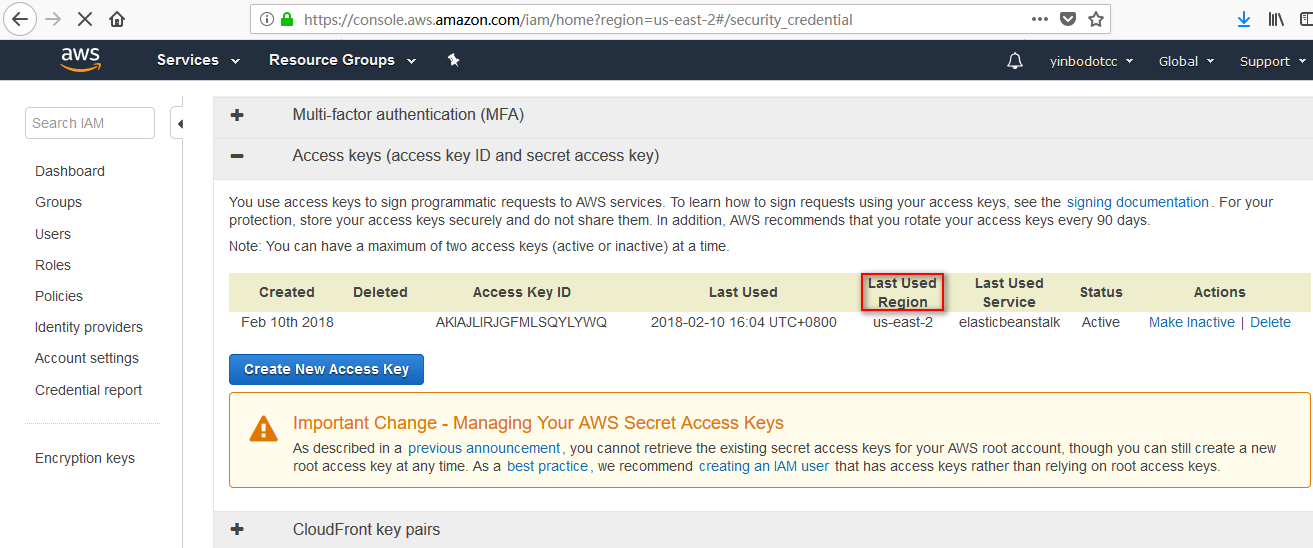 https://console.aws.amazon.com/iam/home?region=us-east-2#/security_credential
aws Services Resource Groups yinbodotcc Global Support
Search IAM
Dashboard
Groups
Users
Roles
Policies
Identity providers
Account settings
Credential report
Encryption keys
Multi-factor authentication (MFA)
Access keys (access key ID and secret access key)
You use access keys to sign programmatic requests to AWS services. To learn how to sign requests using your access keys, see the signing documentation. For your
protection, store your access keys securely and do not share them. In addition, AWS recommends that you rotate your access keys every 90 days.
Note: You can have a maximum of two access keys (active or inactive) at a time.
Created Deleted Access Key ID Last Used Last Used Region Last Used Service Status Actions
Feb 10th 2018 AKIAJLIRJGFMLSQYLYWQ 2018-02-10 16:04 UTC+0800 us-east-2 elasticbeanstalk Active Make Inactive | Delete
Create New Access Key
Important Change - Managing Your AWS Secret Access Keys
As described in a previous announcement, you cannot retrieve the existing secret access keys for your AWS root account, though you can still create a new
root access key at any time. As a best practice, we recommend creating an IAM user that has access keys rather than relying on root access keys.
CloudFront key pairs